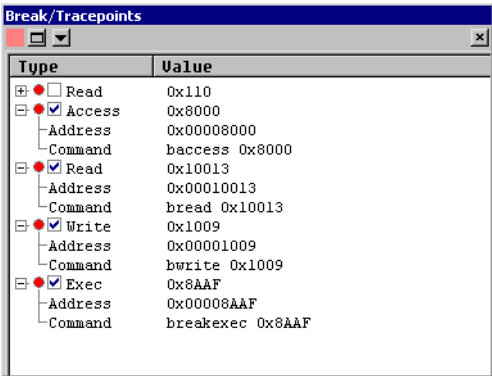 Break/Tracepoints
Type Value
Read 0x110
Access 0x8000
Address 0x00008000
Command baccess 0x8000
Read 0x10013
Address 0x00010013
Command bread 0x10013
Write 0x1009
Address 0x00001009
Command bwrite 0x1009
Exec 0x8AAF
Address 0x00008AAF
Command breakexec 0x8AAF